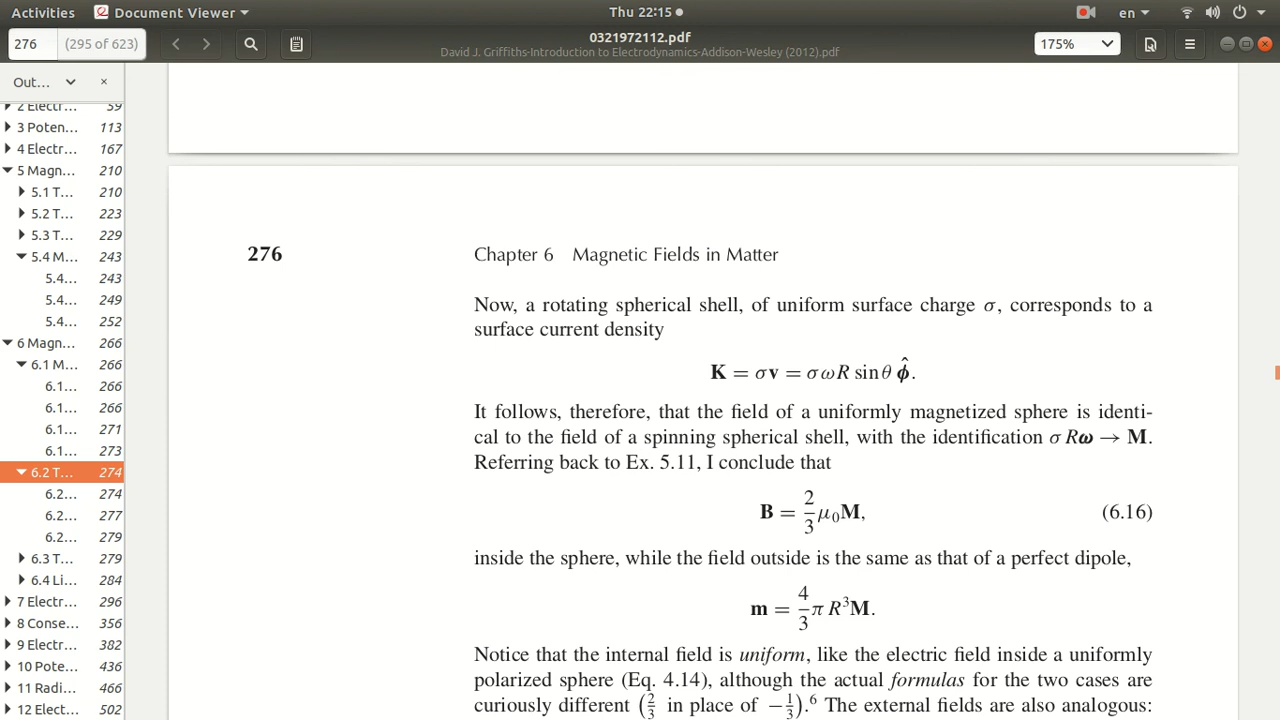 Activities Document Viewer Thu 22:15 en
276 (295 of 623) 0321972112.pdf 175%
David J. Griffiths-Introduction to Electrodynamics-Addison-Wesley (2012).pdf
Out... ×
2 Electr... 59
3 Poten... 113
4 Electr... 167
5 Magn... 210
5.1 T... 210
5.2 T... 223
5.3 T... 229
5.4 M... 243
5.4... 243
5.4... 249
5.4... 252
6 Magn... 266
6.1 M... 266
6.1... 266
6.1... 266
6.1... 271
6.1... 273
6.2 T... 274
6.2... 274
6.2... 277
6.2... 279
6.3 T... 279
6.4 Li... 284
7 Electr... 296
8 Conse... 356
9 Electr... 382
10 Pote... 436
11 Radi... 466
12 Elect... 502
276 Chapter 6 Magnetic Fields in Matter
Now, a rotating spherical shell, of uniform surface charge σ, corresponds to a
surface current density
K = σv = σωR sin θ φ̂.
It follows, therefore, that the field of a uniformly magnetized sphere is identi-
cal to the field of a spinning spherical shell, with the identification σRω → M.
Referring back to Ex. 5.11, I conclude that
B = 2/3 μ₀M, (6.16)
inside the sphere, while the field outside is the same as that of a perfect dipole,
m = 4/3 πR³M.
Notice that the internal field is uniform, like the electric field inside a uniformly
polarized sphere (Eq. 4.14), although the actual formulas for the two cases are
curiously different (2/3 in place of −1/3).⁶ The external fields are also analogous: